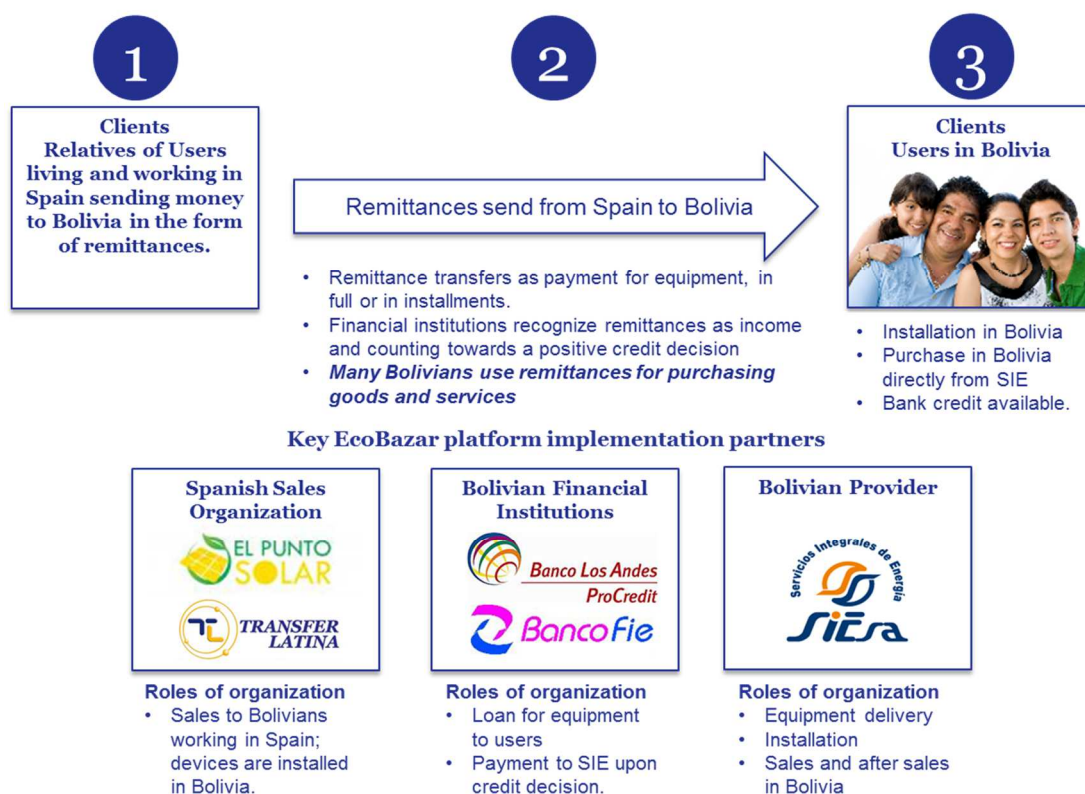 1
2
3
Clients
Relatives of Users
living and working in
Spain sending money
to Bolivia in the form
of remittances.
Remittances send from Spain to Bolivia
• Remittance transfers as payment for equipment, in
full or in installments.
• Financial institutions recognize remittances as income
and counting towards a positive credit decision
• Many Bolivians use remittances for purchasing
goods and services
Clients
Users in Bolivia
• Installation in Bolivia
• Purchase in Bolivia
directly from SIE
• Bank credit available.
Key EcoBazar platform implementation partners
Spanish Sales
Organization
EL PUNTO
SOLAR
TL TRANSFER
LATINA
Roles of organization
• Sales to Bolivians
working in Spain;
devices are installed
in Bolivia.
Bolivian Financial
Institutions
Banco Los Andes
ProCredit
Banco Fie
Roles of organization
• Loan for equipment
to users
• Payment to SIE upon
credit decision.
Bolivian Provider
Servicios Integrales de Energía
SiEsa
Roles of organization
• Equipment delivery
• Installation
• Sales and after sales
in Bolivia